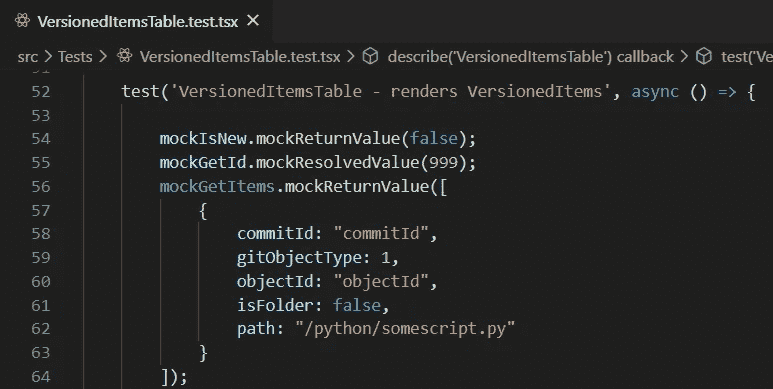 VersionedItemsTable.test.tsx ✕
src > Tests > VersionedItemsTable.test.tsx > describe('VersionedItemsTable') callback > test('Ve
51
52 test('VersionedItemsTable - renders VersionedItems', async () => {
53
54 mockIsNew.mockReturnValue(false);
55 mockGetId.mockResolvedValue(999);
56 mockGetItems.mockReturnValue([
57 {
58 commitId: "commitId",
59 gitObjectType: 1,
60 objectId: "objectId",
61 isFolder: false,
62 path: "/python/somescript.py"
63 }
64 ]);